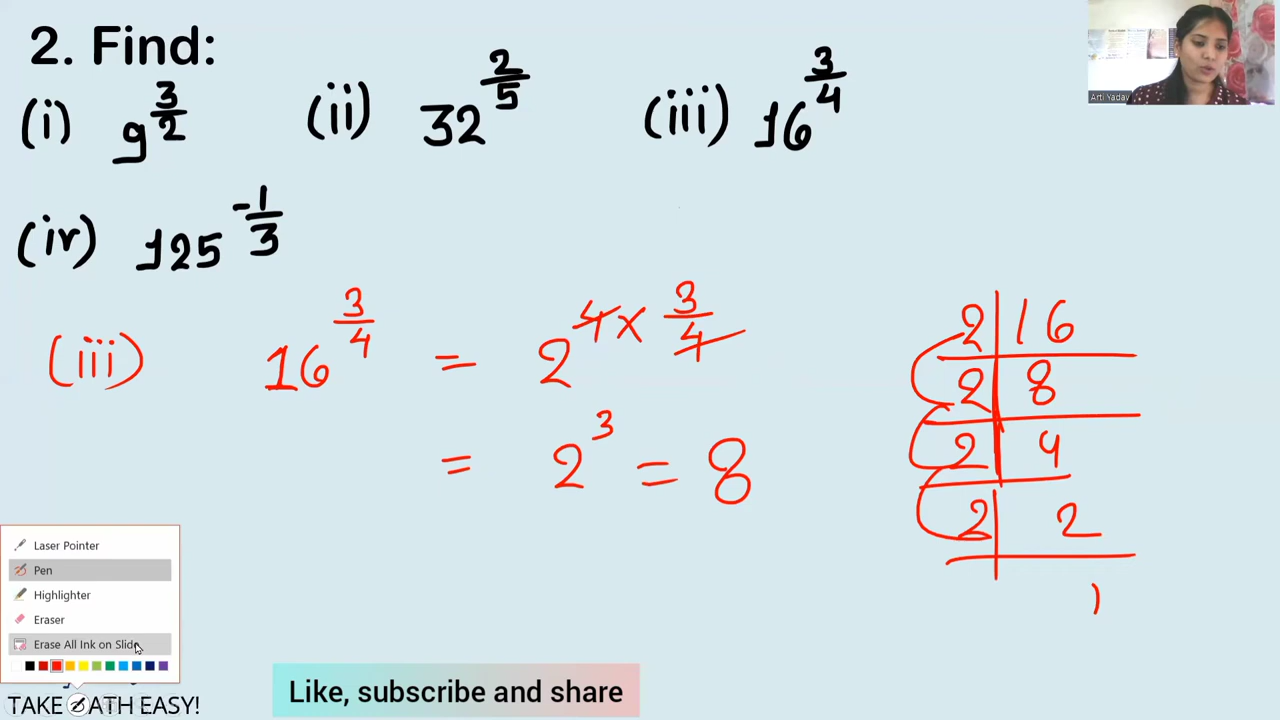 2. Find:
(i) 9^(3/2) (ii) 32^(2/5) (iii) 16^(3/4)
(iv) 125^(-1/3)
Arti Yadav
(iii) 16^(3/4) = 2^(4×3/4)
= 2^3 = 8
2 | 16
2 | 8
2 | 4
2 | 2
1
Laser Pointer
Pen
Highlighter
Eraser
Erase All Ink on Slide
TAKE MATH EASY!
Like, subscribe and share